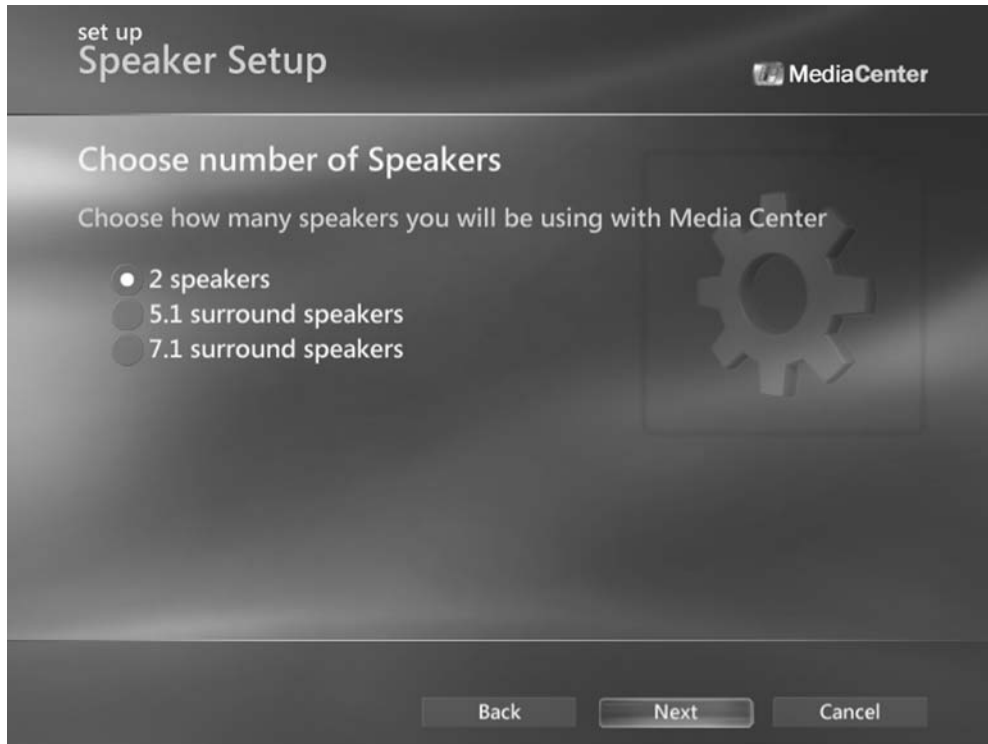 set up
Speaker Setup
MediaCenter
Choose number of Speakers
Choose how many speakers you will be using with Media Center
2 speakers
5.1 surround speakers
7.1 surround speakers
Back Next Cancel